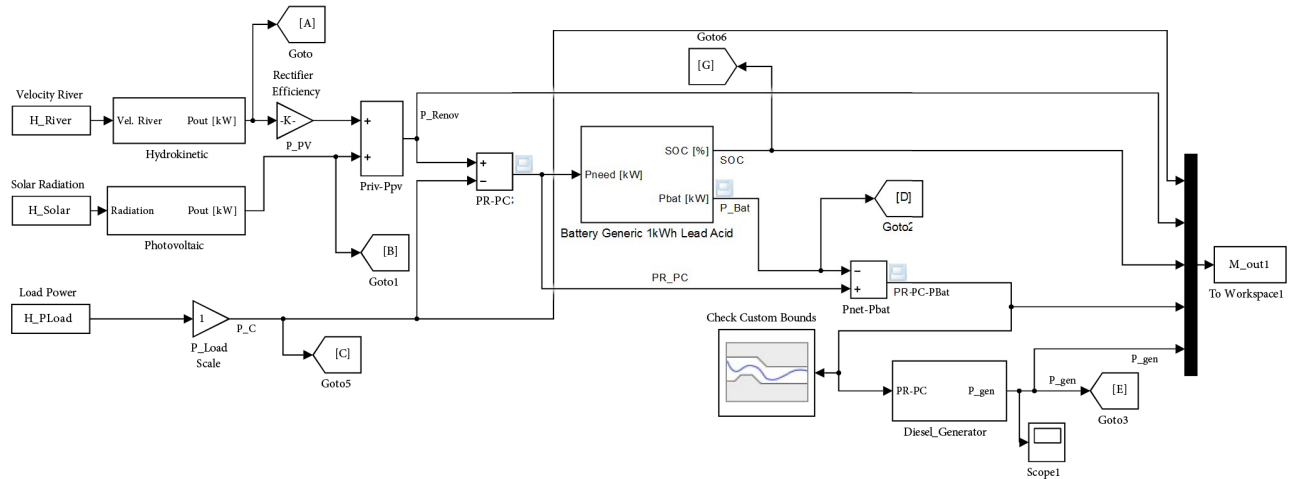 [A]
Goto
Goto6
[G]
Rectifier
Efficiency
Velocity River
H_River
Vel. River
Pout [kW]
Hydrokinetic
-K-
P_PV
+
+
Priv-Ppv
P_Renov
+
−
PR-PC:
Pneed [kW]
SOC [%]
Pbat [kW]
SOC
P_Bat
Battery Generic 1kWh Lead Acid
[D]
Goto2
Solar Radiation
H_Solar
Radiation
Pout [kW]
Photovoltaic
[B]
Goto1
PR_PC
−
+
Pnet-Pbat
PR-PC-PBat
M_out1
To Workspace1
Load Power
H_PLoad
1
P_C
P_Load
Scale
[C]
Goto5
Check Custom Bounds
PR-PC
P_gen
Diesel_Generator
P_gen
P_gen
[E]
Goto3
Scope1